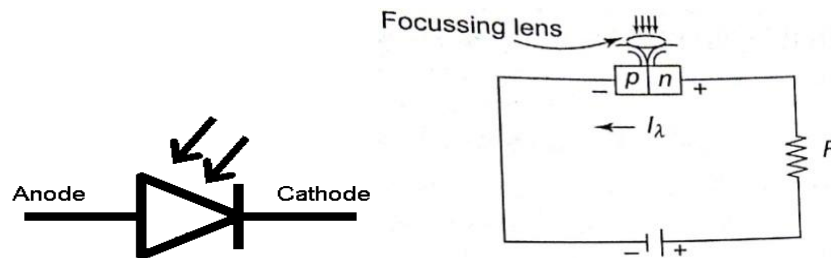 Focussing lens
p n
− +
I_λ
Anode Cathode
− +